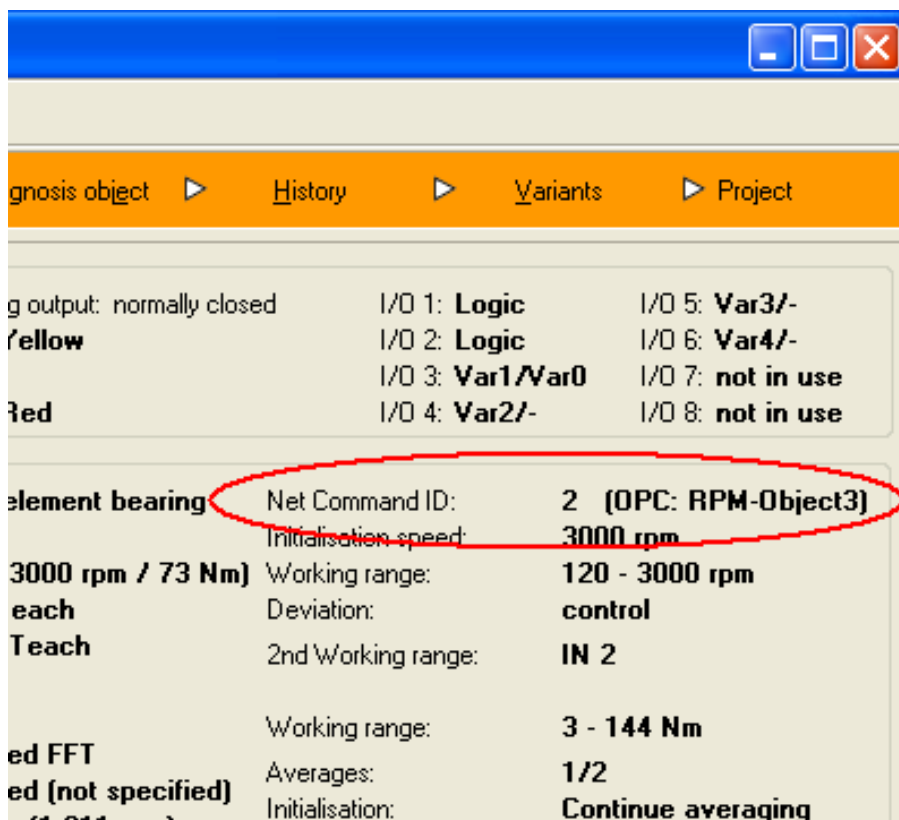 gnosis object History Variants Project
g output: normally closed I/O 1: Logic I/O 5: Var3/-
Yellow I/O 2: Logic I/O 6: Var4/-
I/O 3: Var1/Var0 I/O 7: not in use
Red I/O 4: Var2/- I/O 8: not in use
element bearing Net Command ID: 2 (OPC: RPM-Object3)
Initialisation speed: 3000 rpm
3000 rpm / 73 Nm) Working range: 120 - 3000 rpm
each Deviation: control
Teach 2nd Working range: IN 2
Working range: 3 - 144 Nm
ed FFT
Averages: 1/2
ed (not specified)
Initialisation: Continue averaging